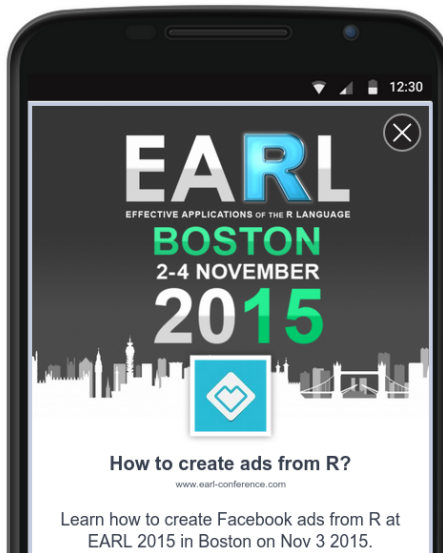 12:30
EARL
EFFECTIVE APPLICATIONS OF THE R LANGUAGE
BOSTON
2-4 NOVEMBER
2015
How to create ads from R?
www.earl-conference.com
Learn how to create Facebook ads from R at
EARL 2015 in Boston on Nov 3 2015.